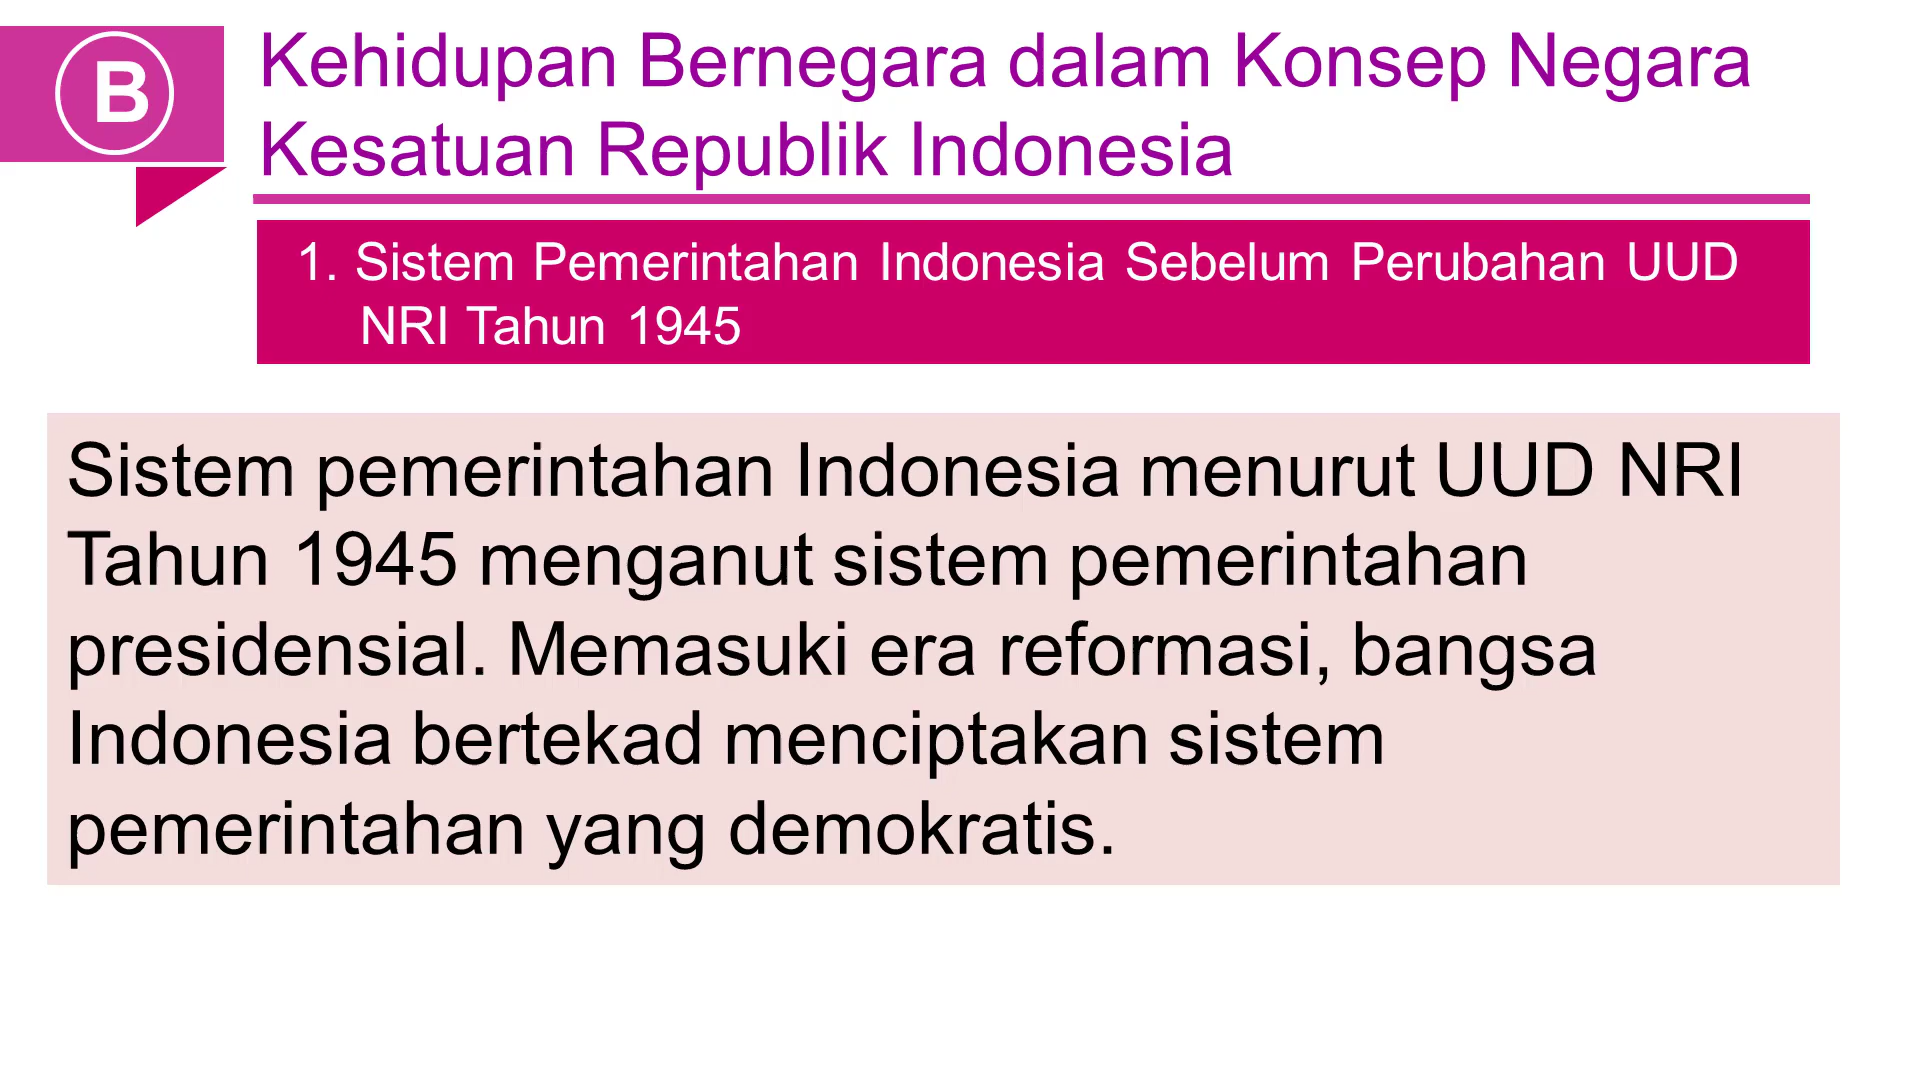 B
Kehidupan Bernegara dalam Konsep Negara
Kesatuan Republik Indonesia
1. Sistem Pemerintahan Indonesia Sebelum Perubahan UUD
NRI Tahun 1945
Sistem pemerintahan Indonesia menurut UUD NRI
Tahun 1945 menganut sistem pemerintahan
presidensial. Memasuki era reformasi, bangsa
Indonesia bertekad menciptakan sistem
pemerintahan yang demokratis.